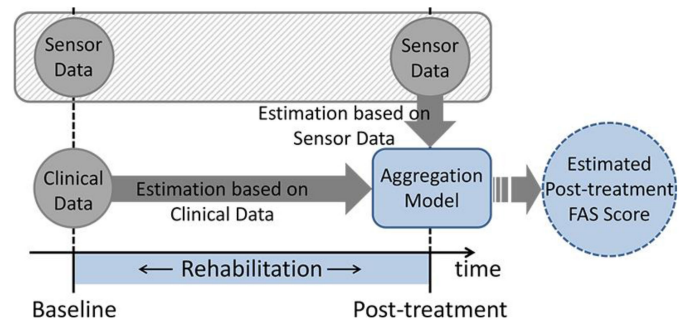 Sensor
Data
Sensor
Data
Estimation based on
Sensor Data
Clinical
Data
Estimation based on
Clinical Data
Aggregation
Model
Estimated
Post-treatment
FAS Score
Rehabilitation
time
Baseline
Post-treatment